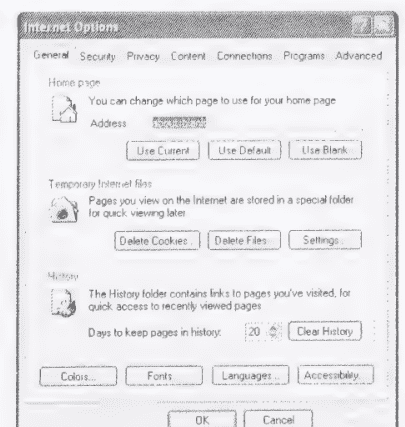 Internet Options
General Security Privacy Content Connections Programs Advanced
Home page
You can change which page to use for your home page
Address
Use Current Use Default Use Blank
Temporary Internet files
Pages you view on the Internet are stored in a special folder
for quick viewing later
Delete Cookies... Delete Files... Settings...
History
The History folder contains links to pages you've visited, for
quick access to recently viewed pages
Days to keep pages in history: 20 Clear History
Colors... Fonts Languages... Accessibility...
OK Cancel